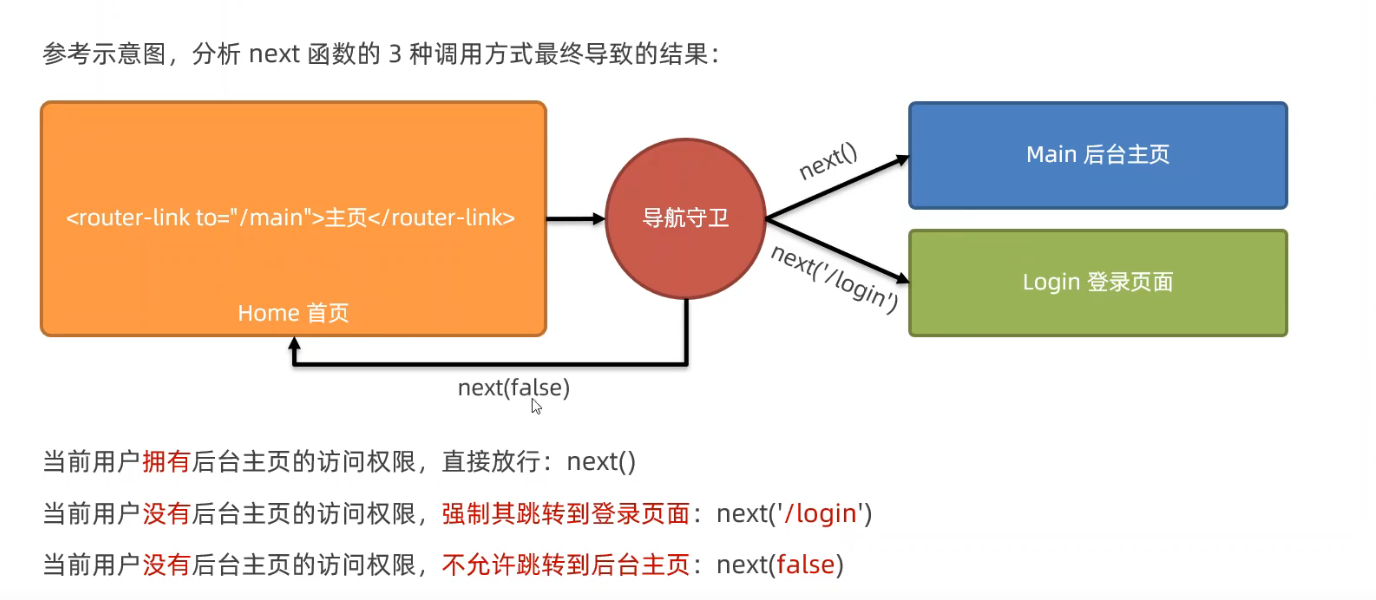 参考示意图，分析 next 函数的 3 种调用方式最终导致的结果：
<router-link to="/main">主页</router-link>
Home 首页
导航守卫
next()
next('/login')
Main 后台主页
Login 登录页面
next(false)
当前用户拥有后台主页的访问权限，直接放行：next()
当前用户没有后台主页的访问权限，强制其跳转到登录页面：next('/login')
当前用户没有后台主页的访问权限，不允许跳转到后台主页：next(false)